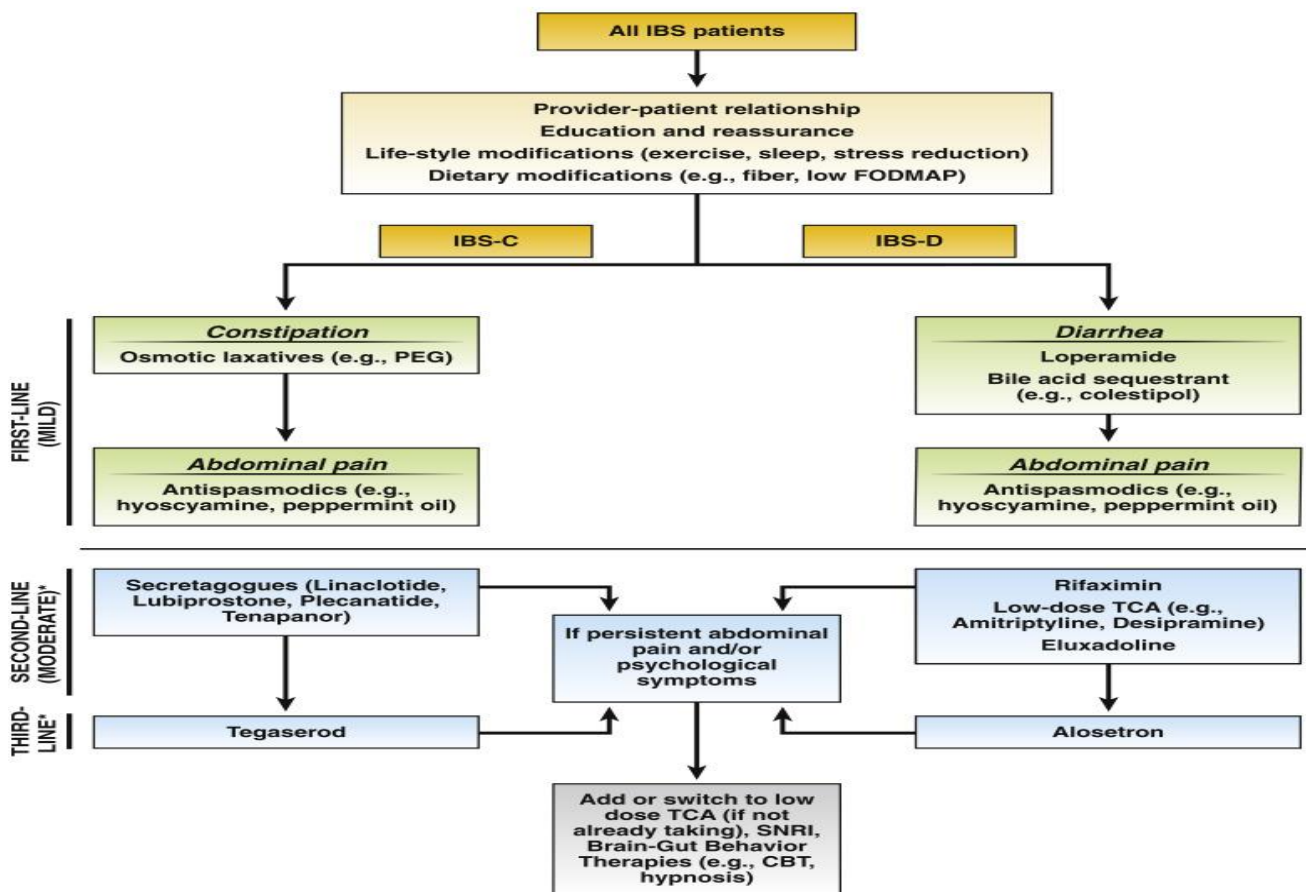 All IBS patients
Provider-patient relationship
Education and reassurance
Life-style modifications (exercise, sleep, stress reduction)
Dietary modifications (e.g., fiber, low FODMAP)
IBS-C
IBS-D
FIRST-LINE
(MILD)
Constipation
Osmotic laxatives (e.g., PEG)
Diarrhea
Loperamide
Bile acid sequestrant
(e.g., colestipol)
Abdominal pain
Antispasmodics (e.g.,
hyoscyamine, peppermint oil)
Abdominal pain
Antispasmodics (e.g.,
hyoscyamine, peppermint oil)
SECOND-LINE
(MODERATE)*
Secretagogues (Linaclotide,
Lubiprostone, Plecanatide,
Tenapanor)
If persistent abdominal
pain and/or
psychological
symptoms
Rifaximin
Low-dose TCA (e.g.,
Amitriptyline, Desipramine)
Eluxadoline
THIRD-
LINE*
Tegaserod
Alosetron
Add or switch to low
dose TCA (if not
already taking), SNRI,
Brain-Gut Behavior
Therapies (e.g., CBT,
hypnosis)